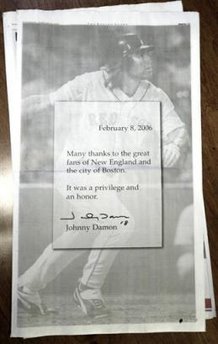 February 8, 2006
Many thanks to the great
fans of New England and
the city of Boston.
It was a privilege and
an honor.
Johnny Damon